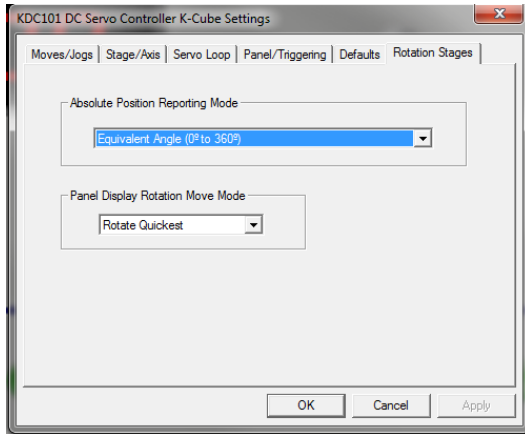 KDC101 DC Servo Controller K-Cube Settings
Moves/Jogs Stage/Axis Servo Loop Panel/Triggering Defaults Rotation Stages
Absolute Position Reporting Mode
Equivalent Angle (0º to 360º)
Panel Display Rotation Move Mode
Rotate Quickest
OK Cancel Apply